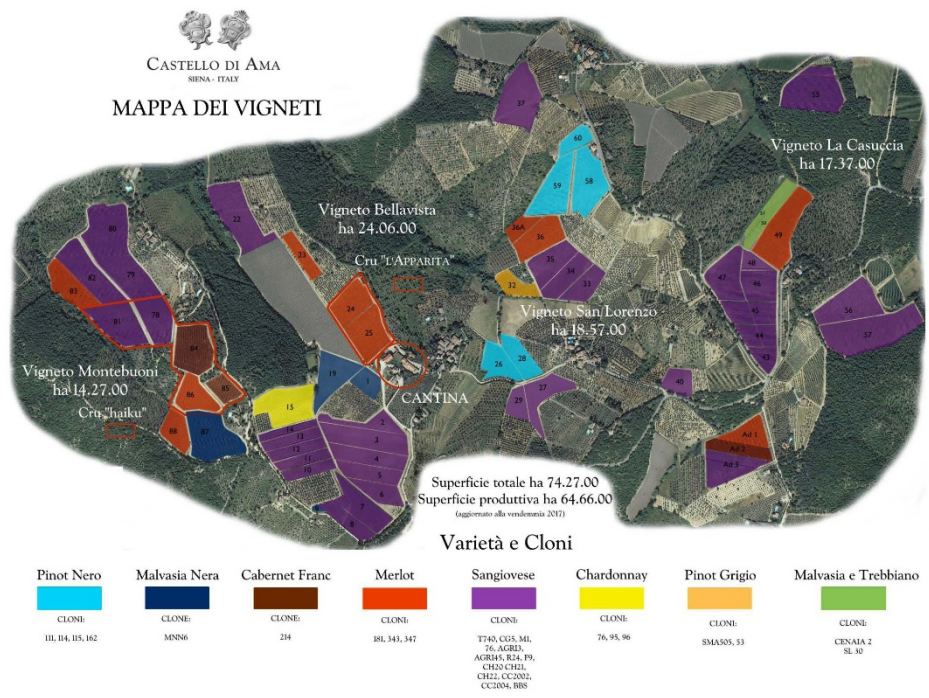 CASTELLO DI AMA
SIENA - ITALY
MAPPA DEI VIGNETI
37
55
60
59
58
Vigneto La Casuccia
ha 17.37.00
80
22
Vigneto Bellavista
ha 24.06.00
36A
36
49
23
Cru "L'APPARITA"
82
79
35
34
33
48
47
46
83
32
81
78
24
25
Vigneto San Lorenzo
ha 18.57.00
45
56
57
84
28
26
44
43
Vigneto Montebuoni
ha 14.27.00
86
85
19
1
27
29
40
CANTINA
Cru "haiku"
88
87
15
2
14
13
12
11
10
3
4
5
6
7
8
Ad 1
Ad 2
Ad 3
Superficie totale ha 74.27.00
Superficie produttiva ha 64.66.00
(aggiornato alla vendemmia 2017)
Varietà e Cloni
Pinot Nero
CLONI:
111, 114, 115, 162
Malvasia Nera
CLONE:
MNN6
Cabernet Franc
CLONE:
214
Merlot
CLONI:
181, 343, 347
Sangiovese
CLONI:
T740, CG5, M1,
76, AGRI3,
AGRI45, R24, F9,
CH20 CH21,
CH22, CC2002,
CC2004, BBS
Chardonnay
CLONI:
76, 95, 96
Pinot Grigio
CLONI:
SMA505, 53
Malvasia e Trebbiano
CLONI:
CENAIA 2
SL 30